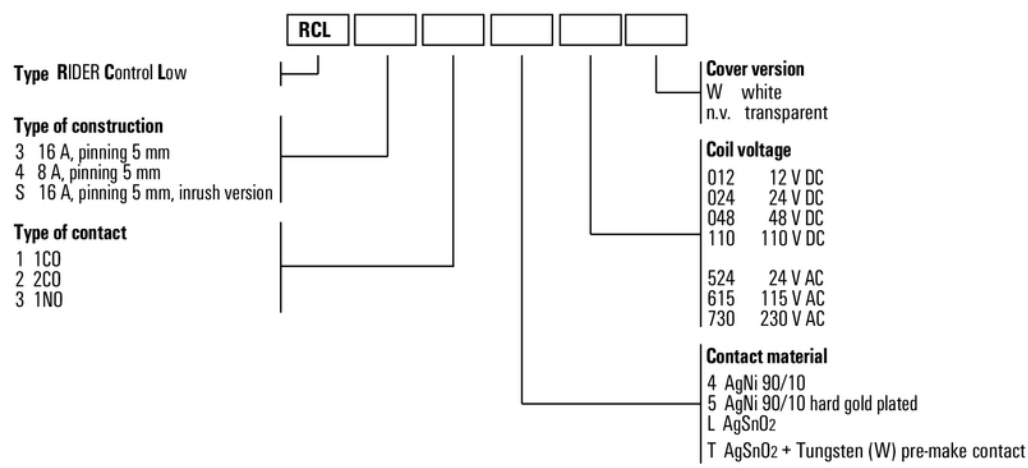 RCL
Type RIDER Control Low
Type of construction
3 16 A, pinning 5 mm
4 8 A, pinning 5 mm
S 16 A, pinning 5 mm, inrush version
Type of contact
1 1CO
2 2CO
3 1NO
Cover version
W white
n.v. transparent
Coil voltage
012 12 V DC
024 24 V DC
048 48 V DC
110 110 V DC
524 24 V AC
615 115 V AC
730 230 V AC
Contact material
4 AgNi 90/10
5 AgNi 90/10 hard gold plated
L AgSnO2
T AgSnO2 + Tungsten (W) pre-make contact